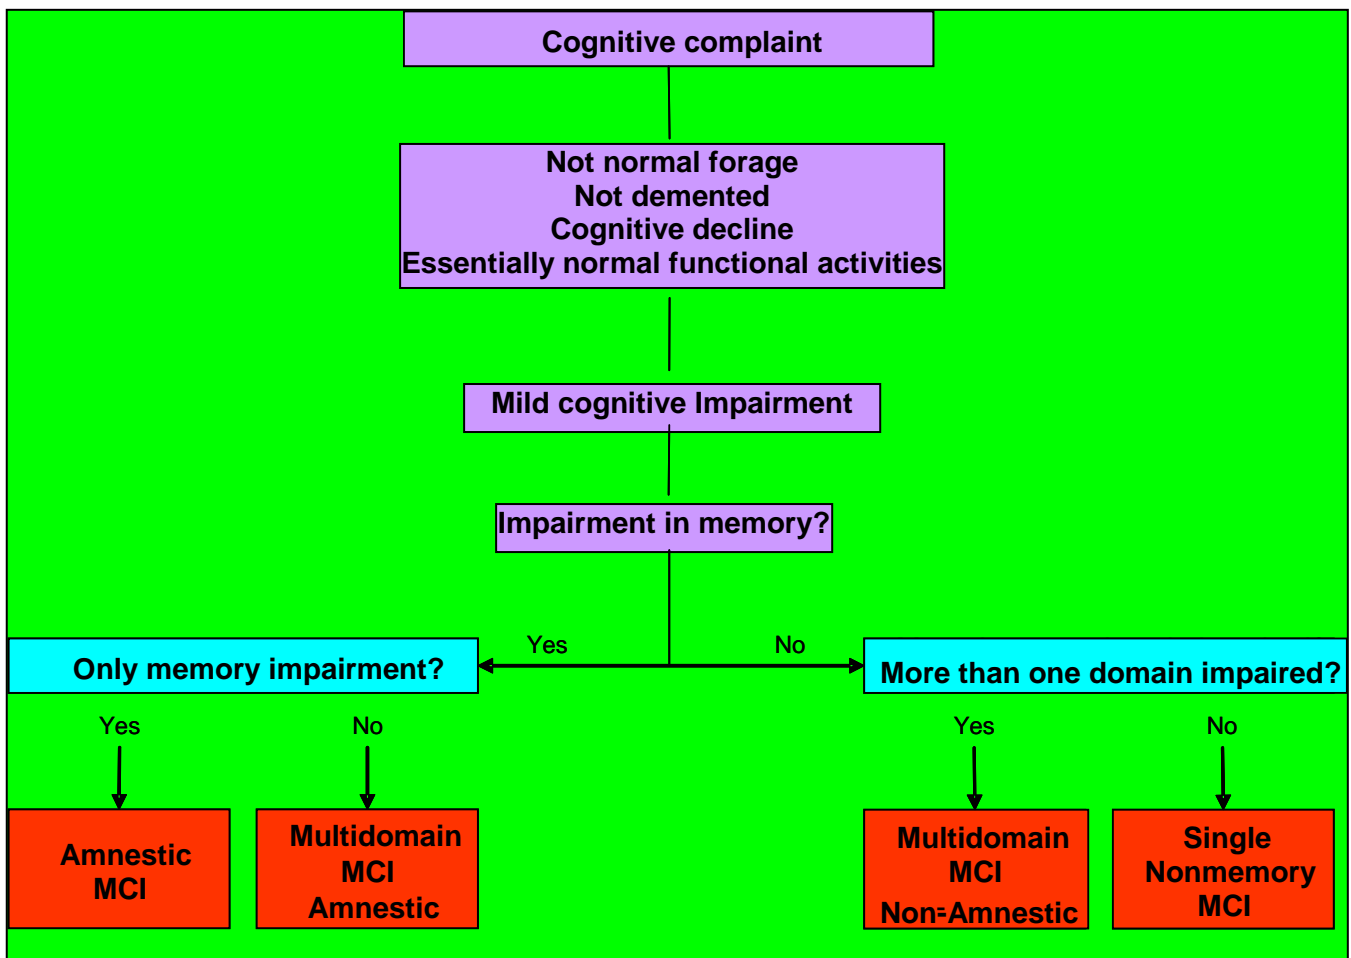 Cognitive complaint
Not normal forage
Not demented
Cognitive decline
Essentially normal functional activities
Mild cognitive Impairment
Impairment in memory?
Yes
No
Only memory impairment?
More than one domain impaired?
Yes
No
Yes
No
Amnestic
MCI
Multidomain
MCI
Amnestic
Multidomain
MCI
Non-Amnestic
Single
Nonmemory
MCI